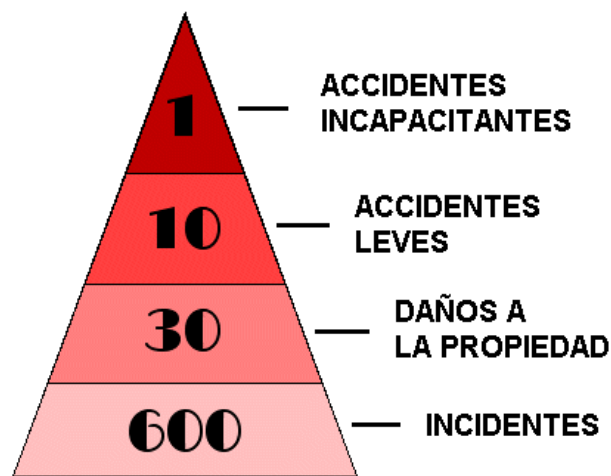 1
ACCIDENTES
INCAPACITANTES
10
ACCIDENTES
LEVES
30
DAÑOS A
LA PROPIEDAD
600
INCIDENTES